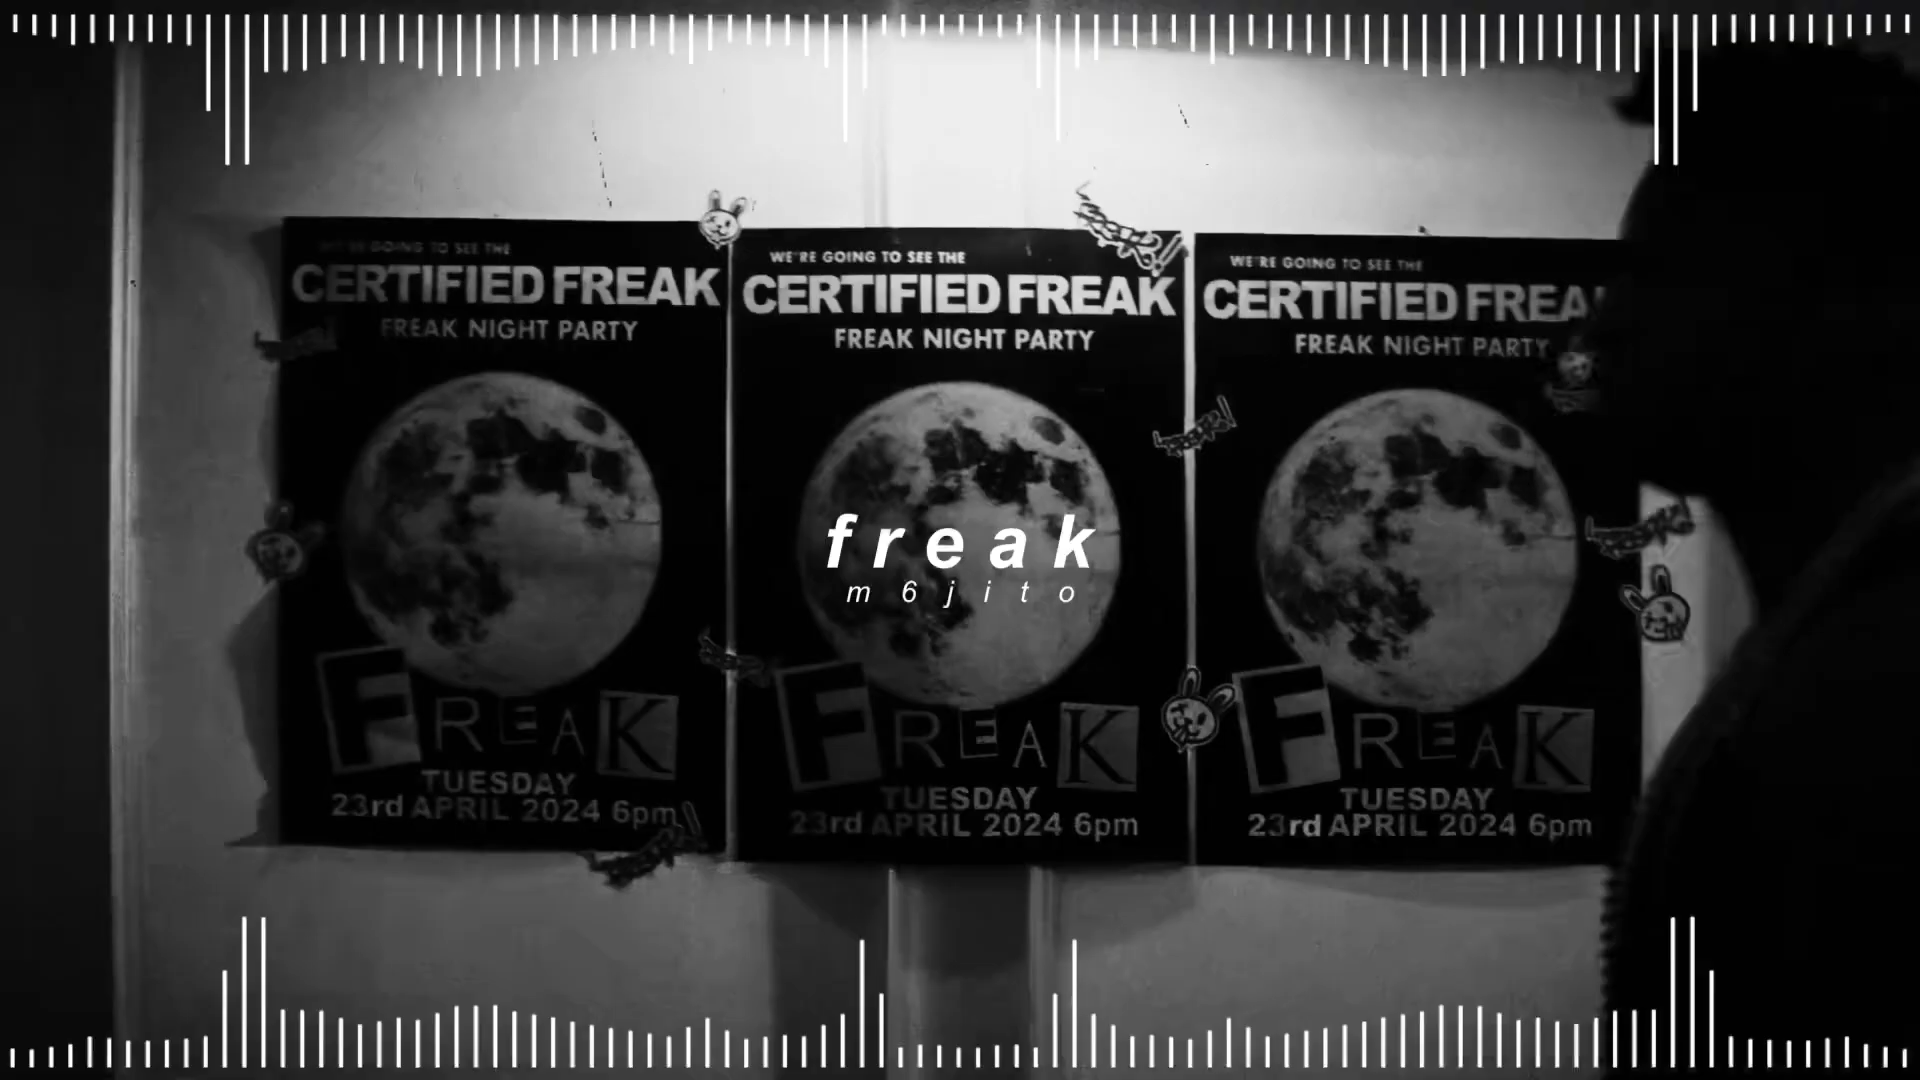 WE'RE GOING TO SEE THE
CERTIFIED FREAK
FREAK NIGHT PARTY
FREAK
TUESDAY
23rd APRIL 2024 6pm
WE'RE GOING TO SEE THE
CERTIFIED FREAK
FREAK NIGHT PARTY
freak
m6jito
FREAK
TUESDAY
23rd APRIL 2024 6pm
WE'RE GOING TO SEE THE
CERTIFIED FREA
FREAK NIGHT PARTY
FREAK
TUESDAY
23rd APRIL 2024 6pm